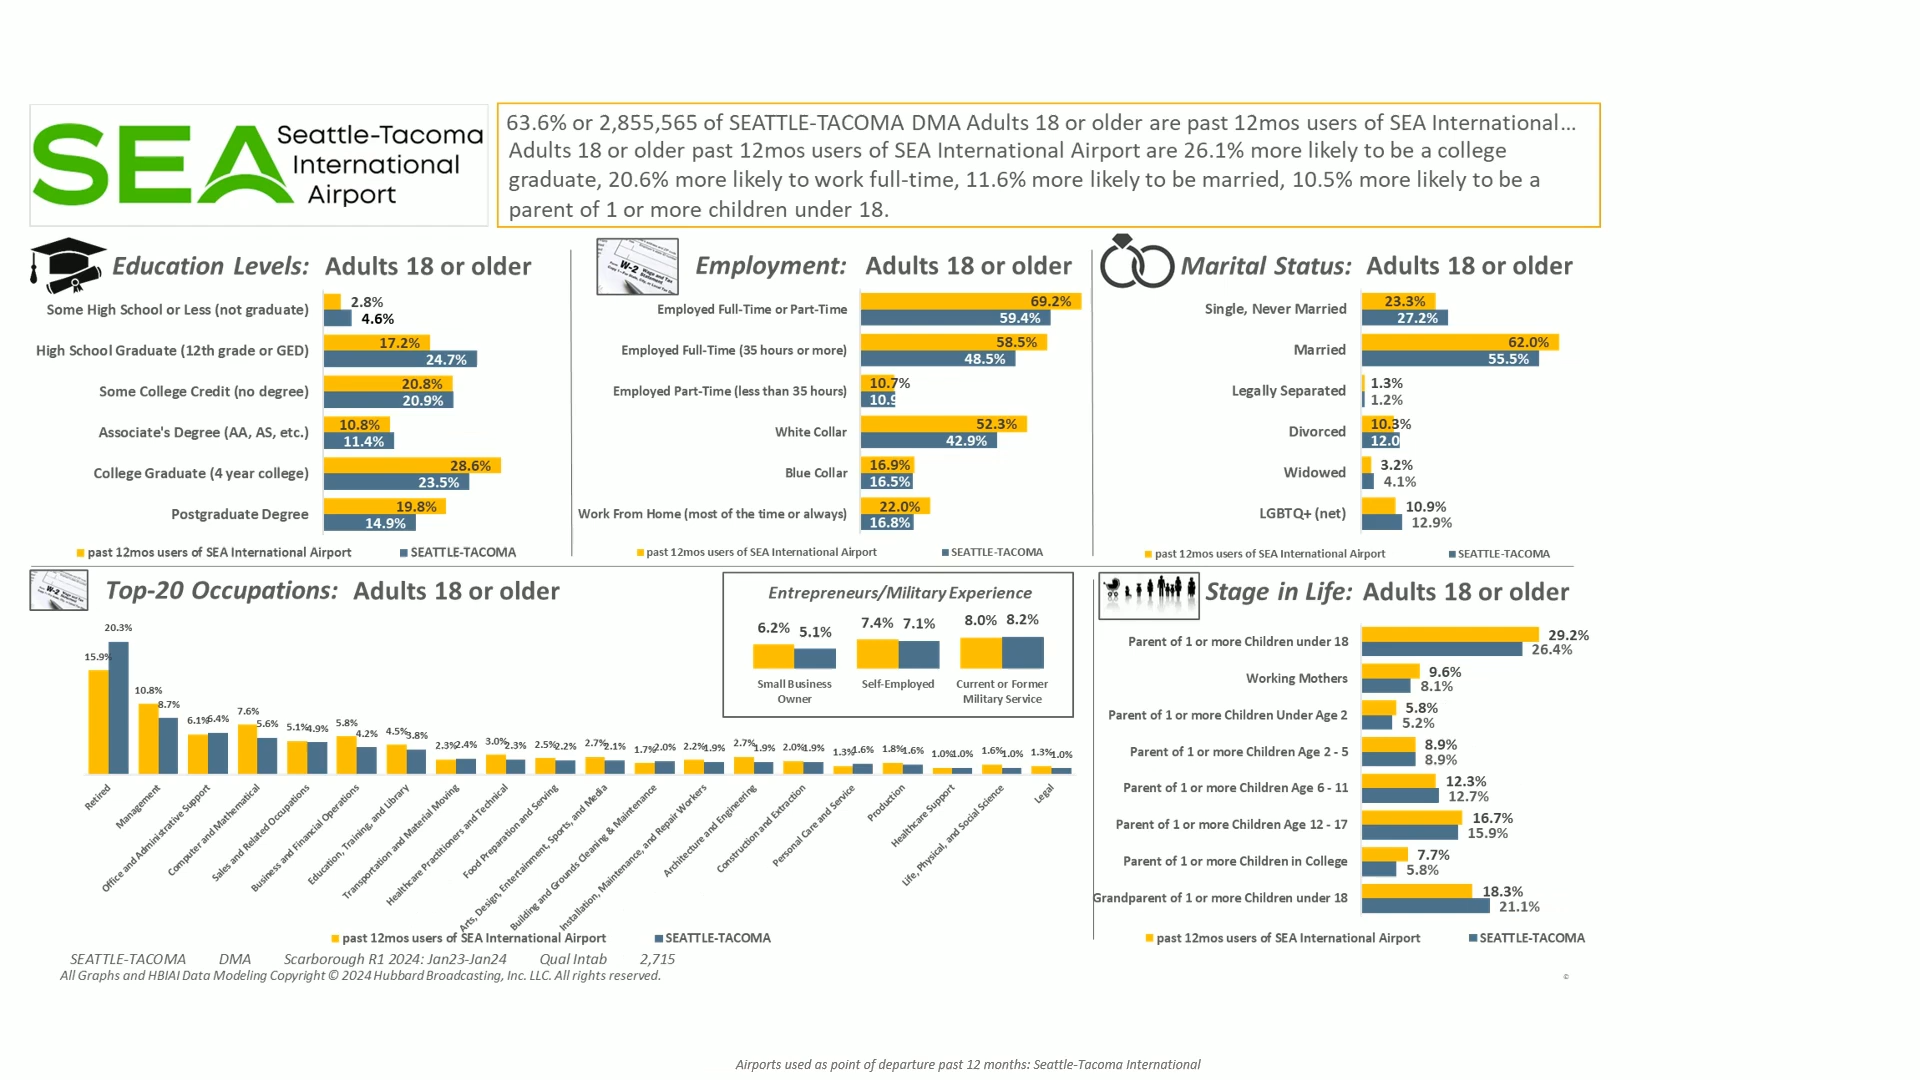 SEA Seattle-Tacoma
International
Airport
63.6% or 2,855,565 of SEATTLE-TACOMA DMA Adults 18 or older are past 12mos users of SEA International...
Adults 18 or older past 12mos users of SEA International Airport are 26.1% more likely to be a college
graduate, 20.6% more likely to work full-time, 11.6% more likely to be married, 10.5% more likely to be a
parent of 1 or more children under 18.
Education Levels: Adults 18 or older
Some High School or Less (not graduate) 2.8% 4.6%
High School Graduate (12th grade or GED) 17.2% 24.7%
Some College Credit (no degree) 20.8% 20.9%
Associate's Degree (AA, AS, etc.) 10.8% 11.4%
College Graduate (4 year college) 28.6% 23.5%
Postgraduate Degree 19.8% 14.9%
past 12mos users of SEA International Airport SEATTLE-TACOMA
W-2
Employment: Adults 18 or older
Employed Full-Time or Part-Time 69.2% 59.4%
Employed Full-Time (35 hours or more) 58.5% 48.5%
Employed Part-Time (less than 35 hours) 10.7% 10.9
White Collar 52.3% 42.9%
Blue Collar 16.9% 16.5%
Work From Home (most of the time or always) 22.0% 16.8%
past 12mos users of SEA International Airport SEATTLE-TACOMA
Marital Status: Adults 18 or older
Single, Never Married 23.3% 27.2%
Married 62.0% 55.5%
Legally Separated 1.3% 1.2%
Divorced 10.3% 12.0
Widowed 3.2% 4.1%
LGBTQ+ (net) 10.9% 12.9%
past 12mos users of SEA International Airport SEATTLE-TACOMA
W-2
Top-20 Occupations: Adults 18 or older
Retired 15.9% 20.3%
Management 10.8% 8.7%
Office and Administrative Support 6.1% 6.4%
Computer and Mathematical 7.6% 5.6%
Sales and Related Occupations 5.1% 4.9%
Business and Financial Operations 5.8% 4.2%
Education, Training, and Library 4.5% 3.8%
Transportation and Material Moving 2.3% 2.4%
Healthcare Practitioners and Technical 3.0% 2.3%
Food Preparation and Serving 2.5% 2.2%
Arts, Design, Entertainment, Sports, and Media 2.7% 2.1%
Building and Grounds Cleaning & Maintenance 1.7% 2.0%
Installation, Maintenance, and Repair Workers 2.2% 1.9%
Architecture and Engineering 2.7% 1.9%
Construction and Extraction 2.0% 1.9%
Personal Care and Service 1.3% 1.6%
Production 1.8% 1.6%
Healthcare Support 1.0% 1.0%
Life, Physical, and Social Science 1.6% 1.0%
Legal 1.3% 1.0%
past 12mos users of SEA International Airport SEATTLE-TACOMA
Entrepreneurs/Military Experience
6.2% 5.1% 7.4% 7.1% 8.0% 8.2%
Small Business Self-Employed Current or Former
Owner Military Service
Stage in Life: Adults 18 or older
Parent of 1 or more Children under 18 29.2% 26.4%
Working Mothers 9.6% 8.1%
Parent of 1 or more Children Under Age 2 5.8% 5.2%
Parent of 1 or more Children Age 2 - 5 8.9% 8.9%
Parent of 1 or more Children Age 6 - 11 12.3% 12.7%
Parent of 1 or more Children Age 12 - 17 16.7% 15.9%
Parent of 1 or more Children in College 7.7% 5.8%
Grandparent of 1 or more Children under 18 18.3% 21.1%
past 12mos users of SEA International Airport SEATTLE-TACOMA
SEATTLE-TACOMA DMA Scarborough R1 2024: Jan23-Jan24 Qual Intab 2,715
All Graphs and HBIAI Data Modeling Copyright © 2024 Hubbard Broadcasting, Inc. LLC. All rights reserved.
©
Airports used as point of departure past 12 months: Seattle-Tacoma International